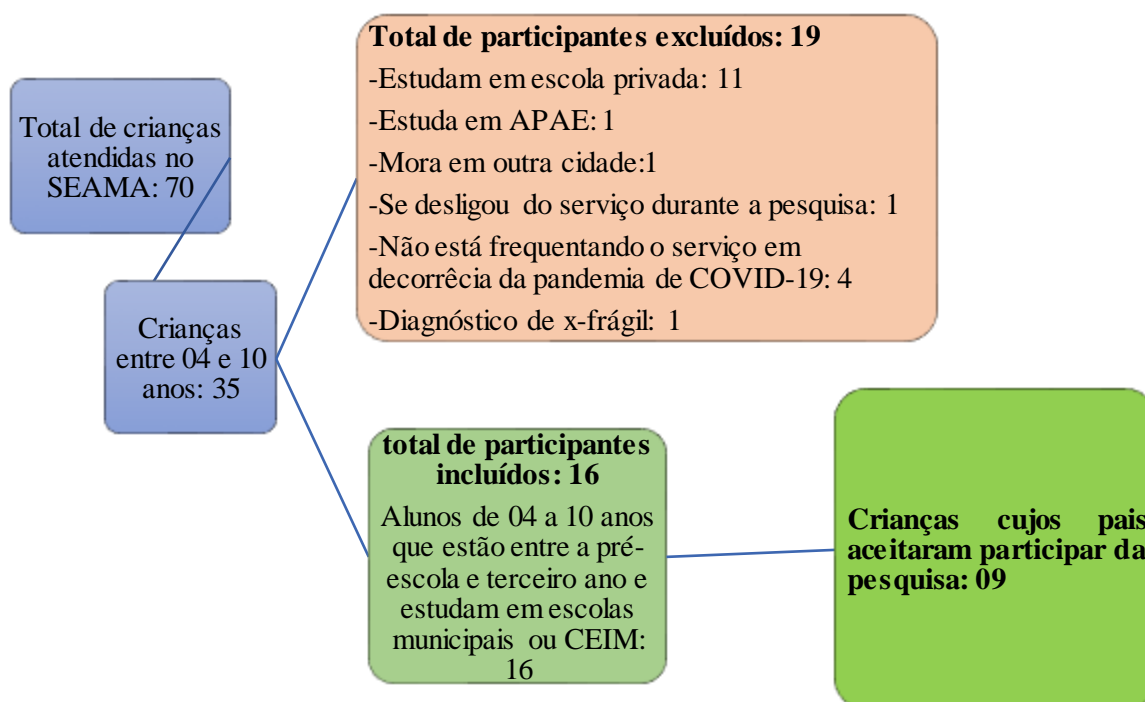 Total de crianças
atendidas no
SEAMA: 70
Crianças
entre 04 e 10
anos: 35
Total de participantes excluídos: 19
-Estudam em escola privada: 11
-Estuda em APAE: 1
-Mora em outra cidade:1
-Se desligou do serviço durante a pesquisa: 1
-Não está frequentando o serviço em
decorrêcia da pandemia de COVID-19: 4
-Diagnóstico de x-frágil: 1
total de participantes
incluídos: 16
Alunos de 04 a 10 anos
que estão entre a pré-
escola e terceiro ano e
estudam em escolas
municipais ou CEIM:
16
Crianças cujos pais
aceitaram participar da
pesquisa: 09